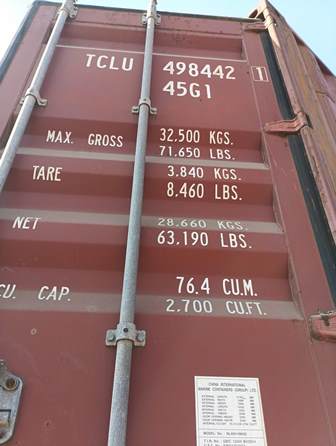 TCLU 498442 1
45G1
MAX. GROSS 32.500 KGS.
71.650 LBS.
TARE 3.840 KGS.
8.460 LBS.
NET 28.660 KGS.
63.190 LBS.
CU. CAP. 76.4 CU.M.
2.700 CU.FT.
CHINA INTERNATIONAL
MARINE CONTAINERS (GROUP) LTD